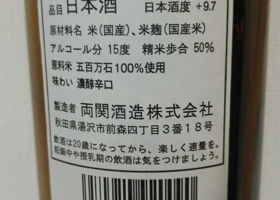 品目 日本酒 日本酒度 +9.7
原材料名 米(国産)、米麹(国産米)
アルコール分 15度 精米歩合 50%
原料米 五百万石100%使用
味わい 濃醇辛口
製造者 両関酒造株式会社
秋田県湯沢市前森四丁目3番18号
飲酒は20歳になってから、楽しく適量を。
妊娠中や授乳期の飲酒は気をつけましょう。